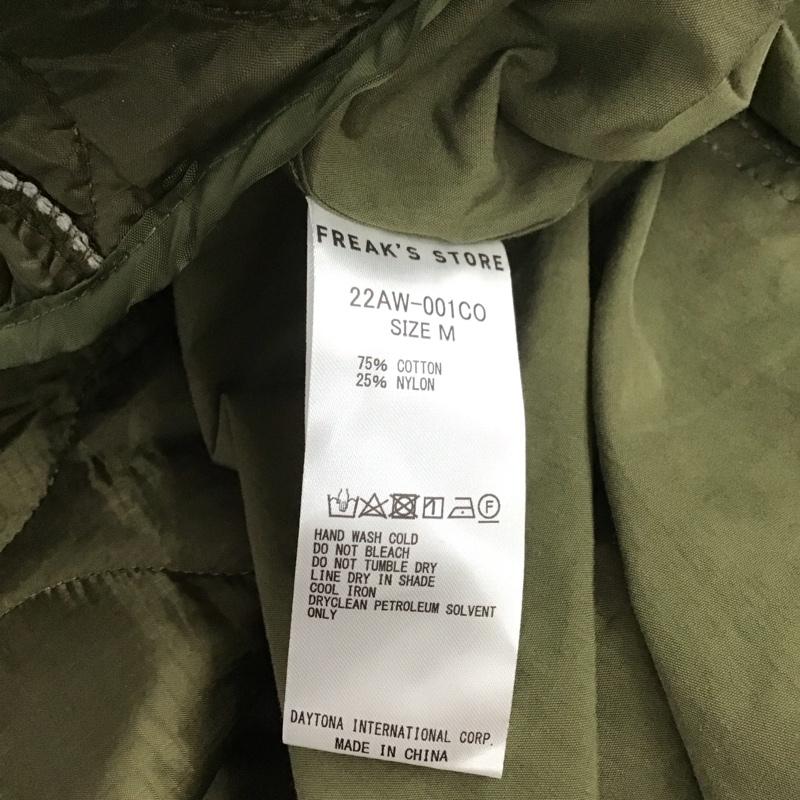 FREAK'S STORE
22AW-001CO
SIZE M
75% COTTON
25% NYLON
F
HAND WASH COLD
DO NOT BLEACH
DO NOT TUMBLE DRY
LINE DRY IN SHADE
COOL IRON
DRYCLEAN PETROLEUM SOLVENT
ONLY
DAYTONA INTERNATIONAL CORP.
MADE IN CHINA